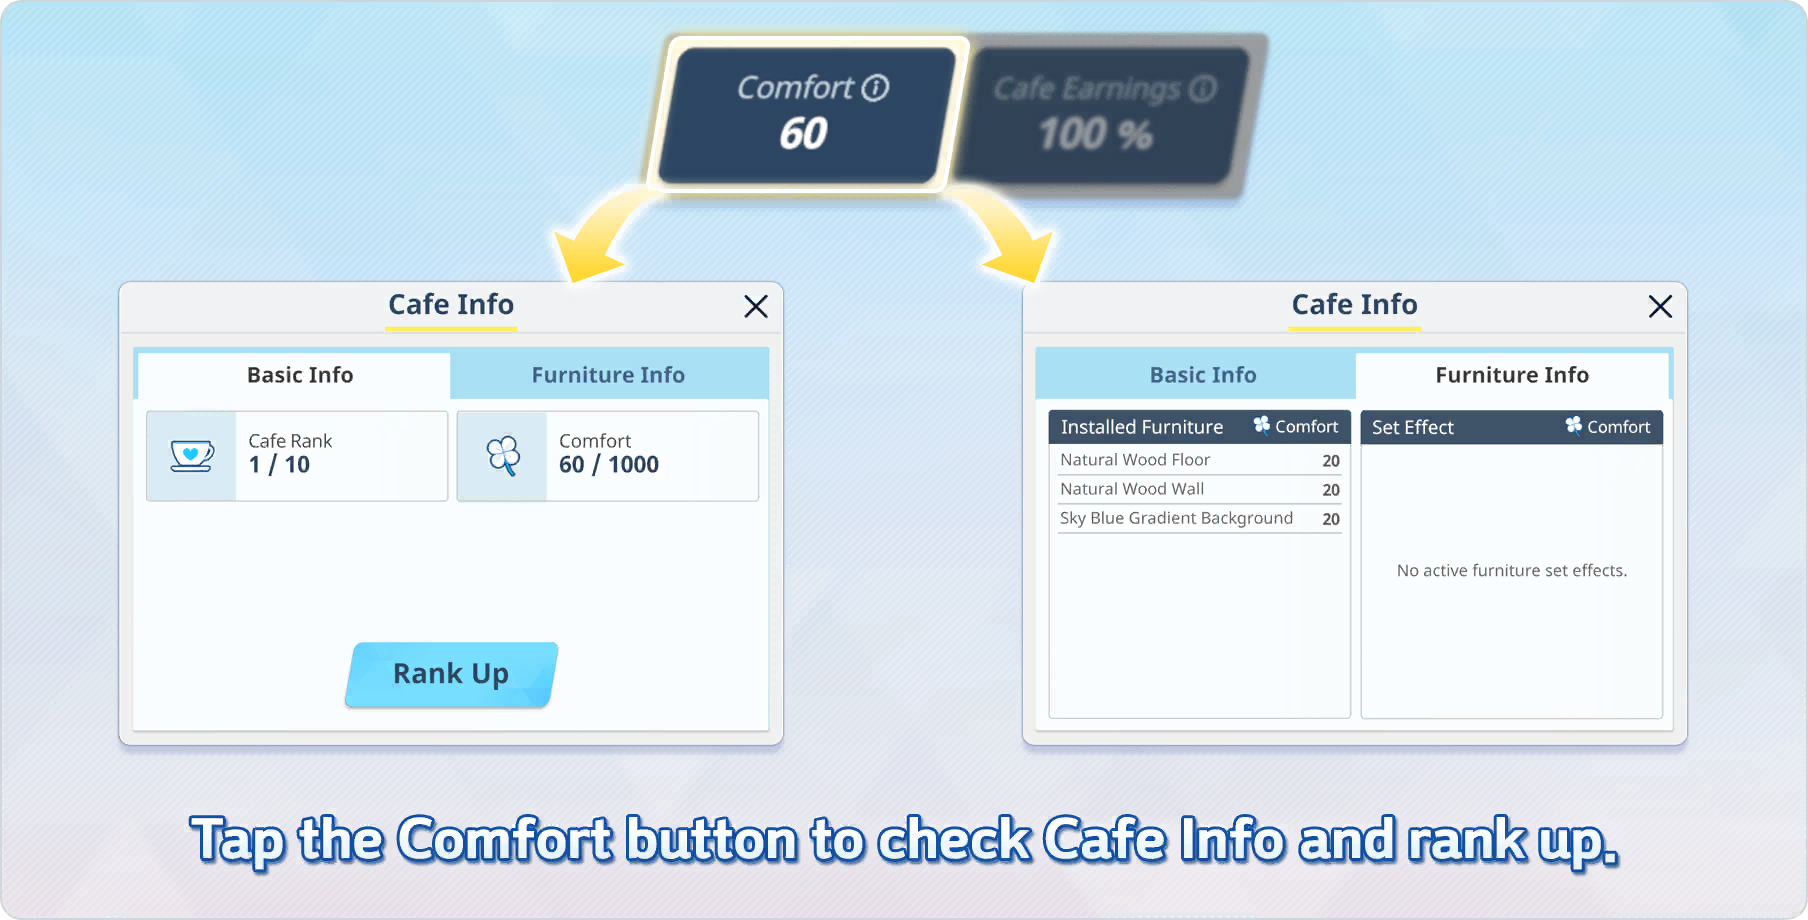 Comfort
60
Cafe Earnings
100 %
Cafe Info
Basic Info
Furniture Info
Cafe Rank
1 / 10
Comfort
60 / 1000
Rank Up
Cafe Info
Basic Info
Furniture Info
Installed Furniture Comfort
Natural Wood Floor 20
Natural Wood Wall 20
Sky Blue Gradient Background 20
Set Effect Comfort
No active furniture set effects.
Tap the Comfort button to check Cafe Info and rank up.